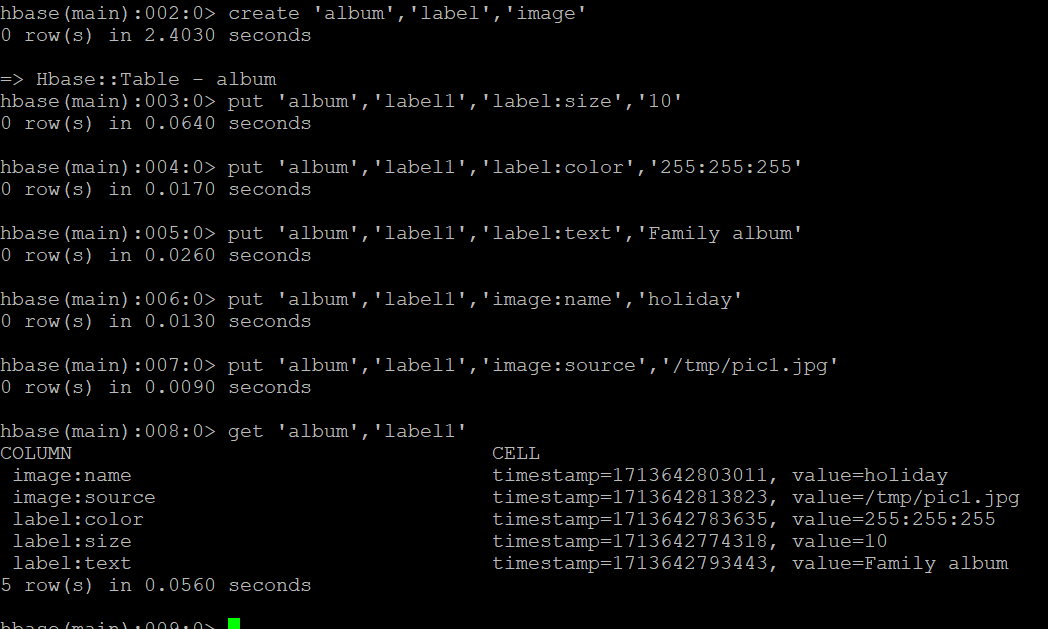 hbase(main):002:0> create 'album','label','image'
0 row(s) in 2.4030 seconds
=> Hbase::Table - album
hbase(main):003:0> put 'album','label1','label:size','10'
0 row(s) in 0.0640 seconds
hbase(main):004:0> put 'album','label1','label:color','255:255:255'
0 row(s) in 0.0170 seconds
hbase(main):005:0> put 'album','label1','label:text','Family album'
0 row(s) in 0.0260 seconds
hbase(main):006:0> put 'album','label1','image:name','holiday'
0 row(s) in 0.0130 seconds
hbase(main):007:0> put 'album','label1','image:source','/tmp/pic1.jpg'
0 row(s) in 0.0090 seconds
hbase(main):008:0> get 'album','label1'
COLUMN CELL
image:name timestamp=1713642803011, value=holiday
image:source timestamp=1713642813823, value=/tmp/pic1.jpg
label:color timestamp=1713642783635, value=255:255:255
label:size timestamp=1713642774318, value=10
label:text timestamp=1713642793443, value=Family album
5 row(s) in 0.0560 seconds
hbase(main):009:0>